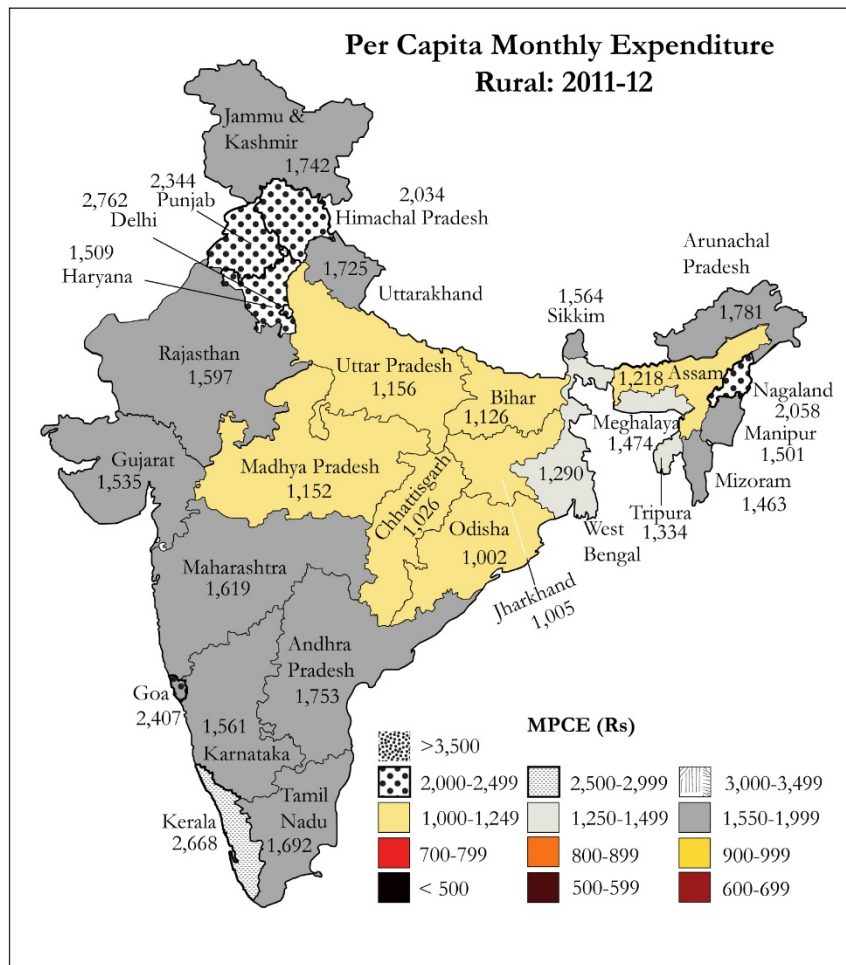 Per Capita Monthly Expenditure
Rural: 2011-12
Jammu &
Kashmir
1,742
2,344
Punjab
2,762
Delhi
1,509
Haryana
2,034
Himachal Pradesh
1,725
Uttarakhand
Arunachal
Pradesh
1,781
1,564
Sikkim
Rajasthan
1,597
Uttar Pradesh
1,156
Bihar
1,126
1,218
Assam
Nagaland
2,058
Meghalaya
1,474
Manipur
1,501
Mizoram
1,463
Tripura
1,334
Gujarat
1,535
Madhya Pradesh
1,152
Chhattisgarh
1,026
1,290
West
Bengal
Odisha
1,002
Jharkhand
1,005
Maharashtra
1,619
Andhra
Pradesh
1,753
Goa
2,407
1,561
Karnataka
Kerala
2,668
Tamil
Nadu
1,692
MPCE (Rs)
>3,500
2,000-2,499 2,500-2,999 3,000-3,499
1,000-1,249 1,250-1,499 1,550-1,999
700-799 800-899 900-999
< 500 500-599 600-699